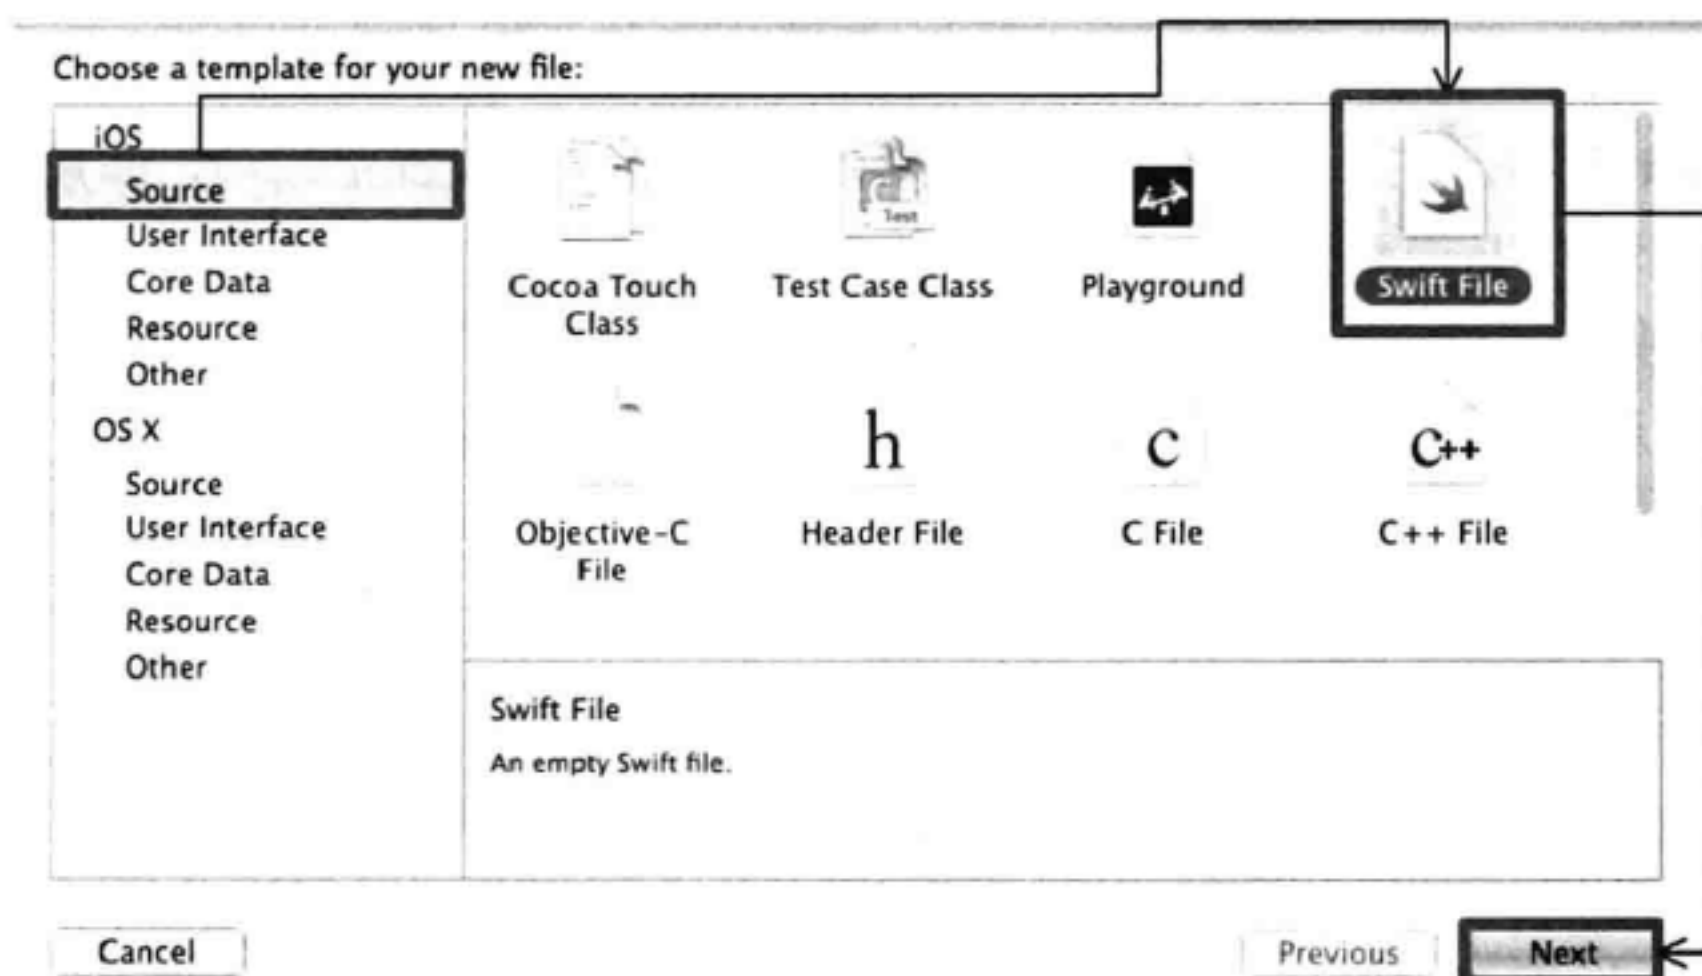 Choose a template for your new file:
iOS
Source
User Interface
Core Data
Resource
Other
OS X
Source
User Interface
Core Data
Resource
Other
Cocoa Touch
Class
Test Case Class
Test
Playground
Swift File
Objective-C
File
h
Header File
c
C File
C++
C++ File
Swift File
An empty Swift file.
Cancel
Previous
Next